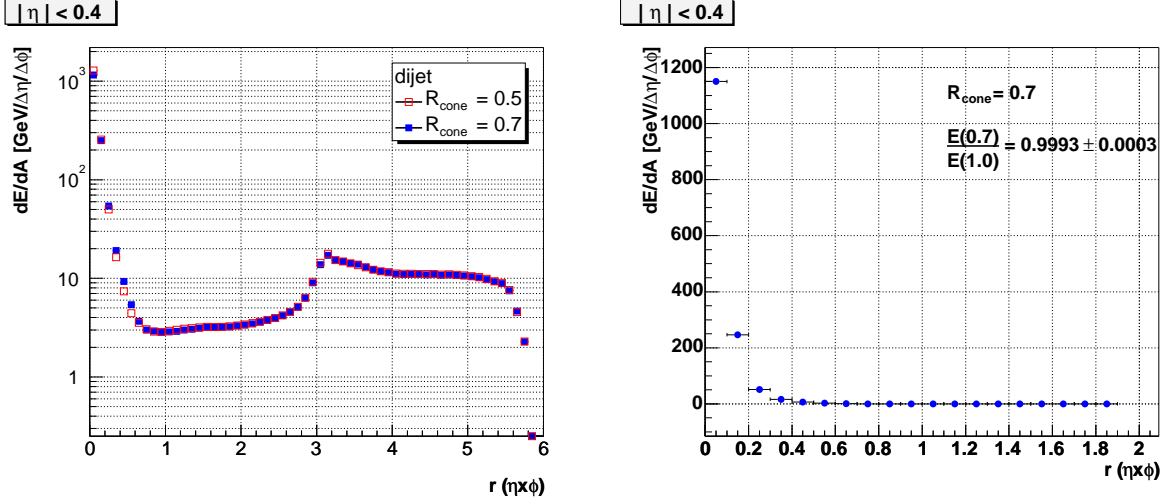 | η | < 0.4
dE/dA [GeV/Δη/Δϕ]
10³
10²
10
1
0 1 2 3 4 5 6
r (ηxϕ)
dijet
R_cone = 0.5
R_cone = 0.7
| η | < 0.4
dE/dA [GeV/Δη/Δϕ]
1200
1000
800
600
400
200
0
0 0.2 0.4 0.6 0.8 1 1.2 1.4 1.6 1.8 2
r (ηxϕ)
R_cone = 0.7
E(0.7)
E(1.0)
= 0.9993 ± 0.0003